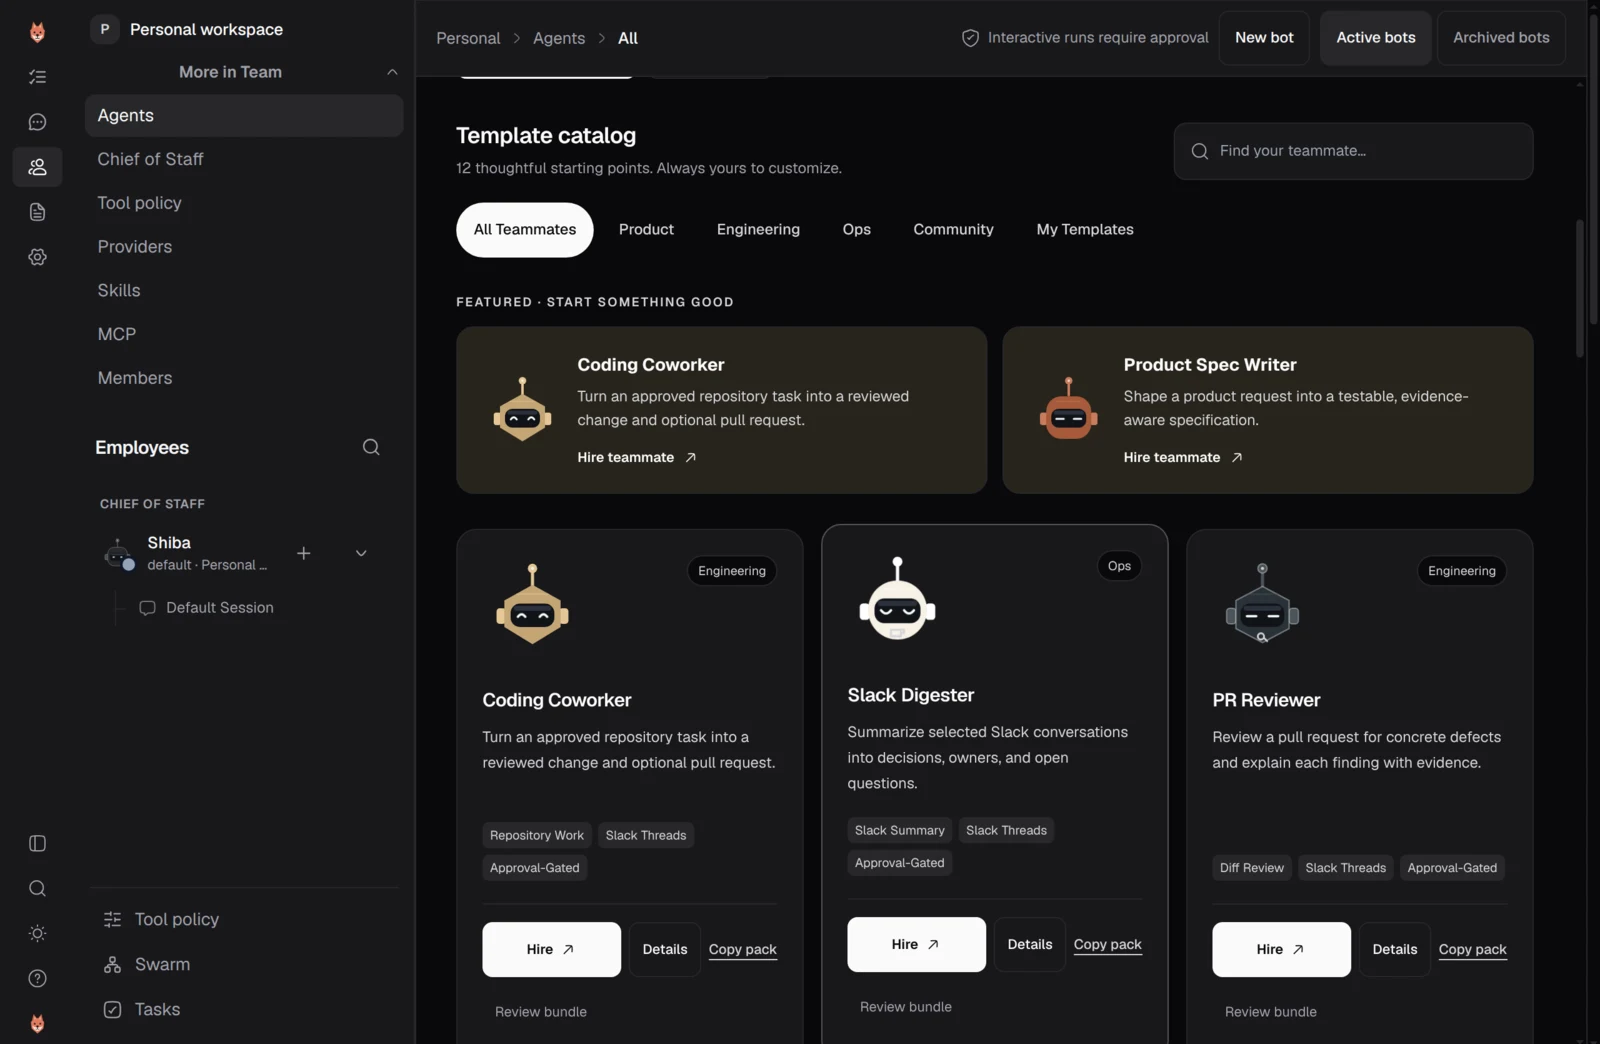 P
Personal workspace
More in Team
Agents
Chief of Staff
Tool policy
Providers
Skills
MCP
Members
Employees
CHIEF OF STAFF
Shiba
default · Personal ...
Default Session
Tool policy
Swarm
Tasks
Personal > Agents > All
Interactive runs require approval
New bot
Active bots
Archived bots
Template catalog
12 thoughtful starting points. Always yours to customize.
Find your teammate...
All Teammates
Product
Engineering
Ops
Community
My Templates
FEATURED · START SOMETHING GOOD
Coding Coworker
Turn an approved repository task into a reviewed
change and optional pull request.
Hire teammate
Product Spec Writer
Shape a product request into a testable, evidence-
aware specification.
Hire teammate
Engineering
Coding Coworker
Turn an approved repository task into a
reviewed change and optional pull request.
Repository Work
Slack Threads
Approval-Gated
Hire
Details
Copy pack
Review bundle
Ops
Slack Digester
Summarize selected Slack conversations
into decisions, owners, and open
questions.
Slack Summary
Slack Threads
Approval-Gated
Hire
Details
Copy pack
Review bundle
Engineering
PR Reviewer
Review a pull request for concrete defects
and explain each finding with evidence.
Diff Review
Slack Threads
Approval-Gated
Hire
Details
Copy pack
Review bundle